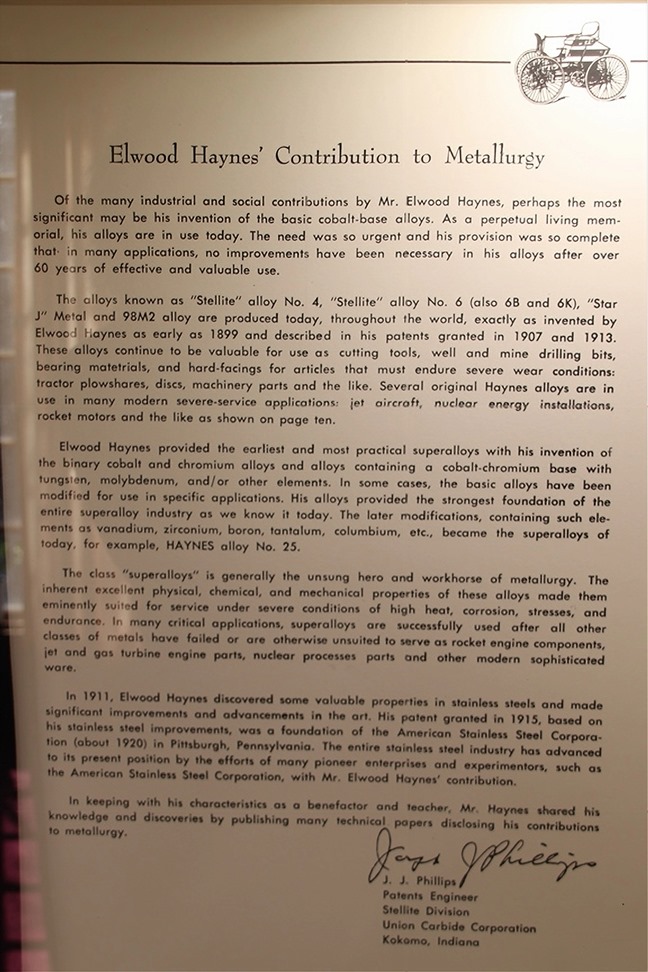 Elwood Haynes' Contribution to Metallurgy
Of the many industrial and social contributions by Mr. Elwood Haynes, perhaps the most
significant may be his invention of the basic cobalt-base alloys. As a perpetual living mem-
orial, his alloys are in use today. The need was so urgent and his provision was so complete
that in many applications, no improvements have been necessary in his alloys after over
60 years of effective and valuable use.
The alloys known as "Stellite" alloy No. 4, "Stellite" alloy No. 6 (also 6B and 6K), "Star
J" Metal and 98M2 alloy are produced today, throughout the world, exactly as invented by
Elwood Haynes as early as 1899 and described in his patents granted in 1907 and 1913.
These alloys continue to be valuable for use as cutting tools, well and mine drilling bits,
bearing matetrials, and hard-facings for articles that must endure severe wear conditions:
tractor plowshares, discs, machinery parts and the like. Several original Haynes alloys are in
use in many modern severe-service applications: jet aircraft, nuclear energy installations,
rocket motors and the like as shown on page ten.
Elwood Haynes provided the earliest and most practical superalloys with his invention of
the binary cobalt and chromium alloys and alloys containing a cobalt-chromium base with
tungsten, molybdenum, and/or other elements. In some cases, the basic alloys have been
modified for use in specific applications. His alloys provided the strongest foundation of the
entire superalloy industry as we know it today. The later modifications, containing such ele-
ments as vanadium, zirconium, boron, tantalum, columbium, etc., became the superalloys of
today, for example, HAYNES alloy No. 25.
The class "superalloys" is generally the unsung hero and workhorse of metallurgy. The
inherent excellent physical, chemical, and mechanical properties of these alloys made them
eminently suited for service under severe conditions of high heat, corrosion, stresses, and
endurance. In many critical applications, superalloys are successfully used after all other
classes of metals have failed or are otherwise unsuited to serve as rocket engine components,
jet and gas turbine engine parts, nuclear processes parts and other modern sophisticated
ware.
In 1911, Elwood Haynes discovered some valuable properties in stainless steels and made
significant improvements and advancements in the art. His patent granted in 1915, based on
his stainless steel improvements, was a foundation of the American Stainless Steel Corpora-
tion (about 1920) in Pittsburgh, Pennsylvania. The entire stainless steel industry has advanced
to its present position by the efforts of many pioneer enterprises and experimentors, such as
the American Stainless Steel Corporation, with Mr. Elwood Haynes' contribution.
In keeping with his characteristics as a benefactor and teacher, Mr. Haynes shared his
knowledge and discoveries by publishing many technical papers disclosing his contributions
to metallurgy.
J Phillips
J. J. Phillips
Patents Engineer
Stellite Division
Union Carbide Corporation
Kokomo, Indiana